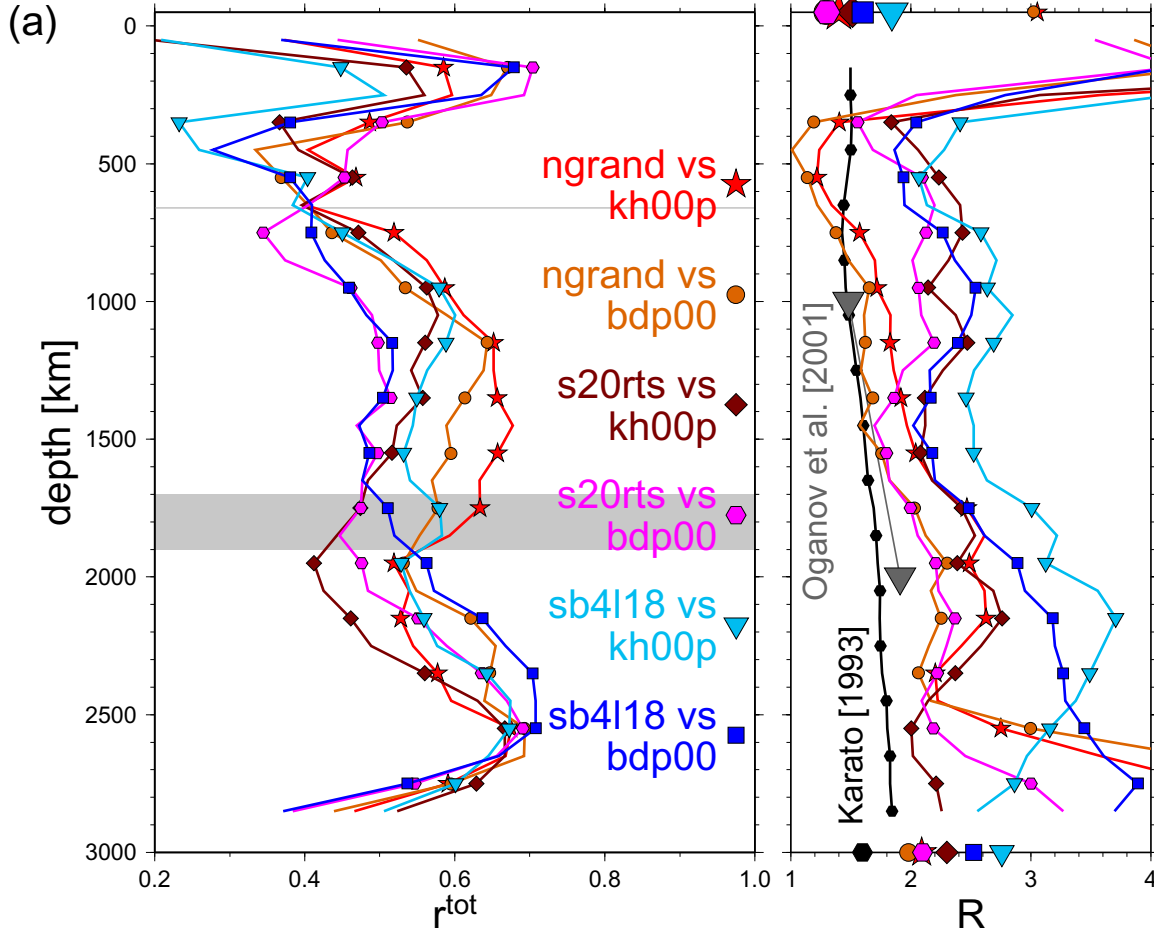 (a)
0
500
1000
1500
2000
2500
3000
depth [km]
0.2
0.4
0.6
0.8
1.0
r^tot
ngrand vs
kh00p
ngrand vs
bdp00
s20rts vs
kh00p
s20rts vs
bdp00
sb4l18 vs
kh00p
sb4l18 vs
bdp00
Oganov et al. [2001]
Karato [1993]
1
2
3
4
R